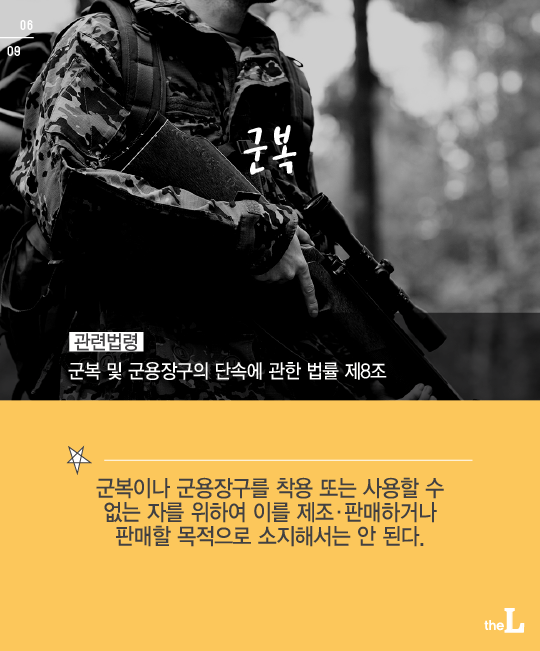 06
09
군복
관련법령
군복 및 군용장구의 단속에 관한 법률 제8조
군복이나 군용장구를 착용 또는 사용할 수
없는 자를 위하여 이를 제조·판매하거나
판매할 목적으로 소지해서는 안 된다.
the L